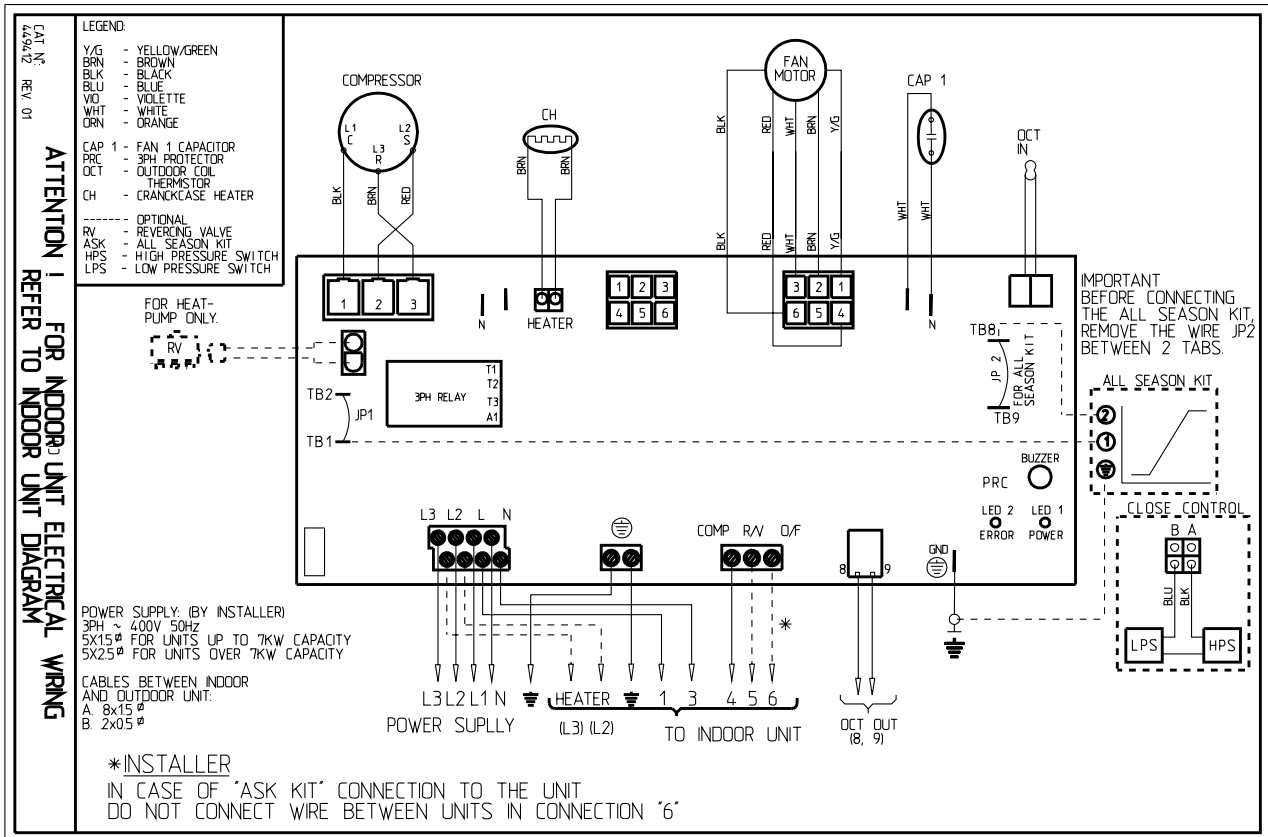 CAT. Nº.
449412 REV. 01
ATTENTION ! FOR INDOOR UNIT ELECTRICAL WIRING
REFER TO INDOOR UNIT DIAGRAM
LEGEND:
Y/G - YELLOW/GREEN
BRN - BROWN
BLK - BLACK
BLU - BLUE
VIO - VIOLETTE
WHT - WHITE
ORN - ORANGE
CAP 1 - FAN 1 CAPACITOR
PRC - 3PH PROTECTOR
OCT - OUTDOOR COIL
THERMISTOR
CH - CRANCKCASE HEATER
------- OPTIONAL
RV - REVERCING VALVE
ASK - ALL SEASON KIT
HPS - HIGH PRESSURE SWITCH
LPS - LOW PRESSURE SWITCH
COMPRESSOR
L1 L2
C S
L3
R
BLK BRN RED
CH
BRN BRN
FAN
MOTOR
BLK RED WHT BRN Y/G
BLK RED WHT BRN Y/G
CAP 1
WHT WHT
OCT
IN
1 2 3
N
HEATER
1 2 3
4 5 6
3 2 1
6 5 4
N
FOR HEAT-
PUMP ONLY.
RV
TB2
JP1
TB1
3PH RELAY
T1
T2
T3
A1
TB8
JP 2
FOR ALL
SEASON KIT
TB9
IMPORTANT
BEFORE CONNECTING
THE ALL SEASON KIT,
REMOVE THE WIRE JP2
BETWEEN 2 TABS.
ALL SEASON KIT
2
1
BUZZER
PRC
LED 2
ERROR
LED 1
POWER
CLOSE CONTROL
B A
BLU BLK
LPS HPS
L3 L2 L N
COMP R/V O/F
8 9
GND
*
POWER SUPPLY: (BY INSTALLER)
3PH ~ 400V 50Hz
5X1.5⌀ FOR UNITS UP TO 7KW CAPACITY
5X2.5⌀ FOR UNITS OVER 7KW CAPACITY
CABLES BETWEEN INDOOR
AND OUTDOOR UNIT:
A. 8x1.5⌀
B. 2x0.5⌀
L3 L2 L1 N
POWER SUPLLY
HEATER
(L3) (L2)
1 3 4 5 6
TO INDOOR UNIT
OCT OUT
(8, 9)
*INSTALLER
IN CASE OF "ASK KIT" CONNECTION TO THE UNIT
DO NOT CONNECT WIRE BETWEEN UNITS IN CONNECTION "6"